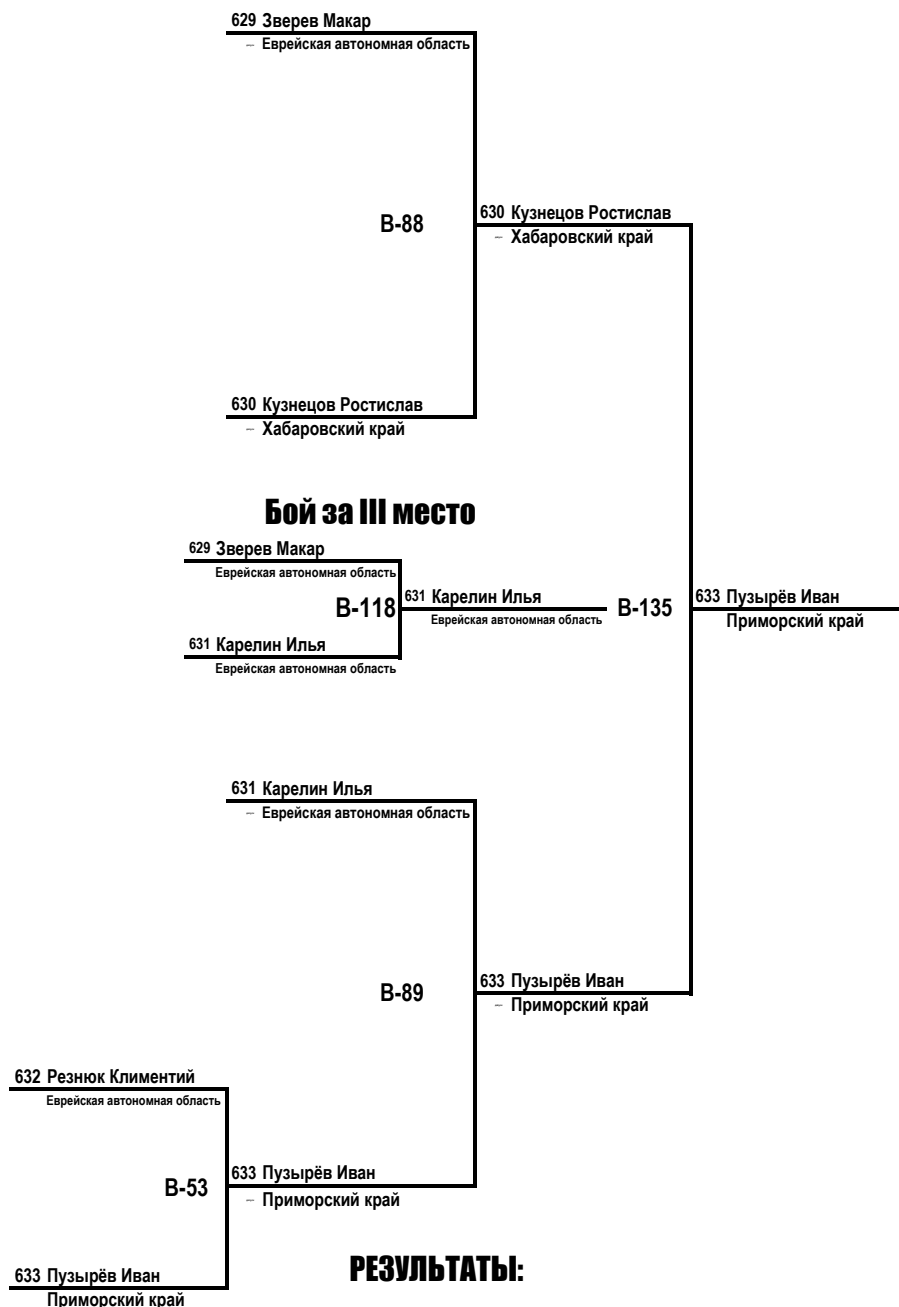 629 Зверев Макар
– Еврейская автономная область
B-88
630 Кузнецов Ростислав
– Хабаровский край
630 Кузнецов Ростислав
– Хабаровский край
Бой за III место
629 Зверев Макар
Еврейская автономная область
B-118
631 Карелин Илья
Еврейская автономная область
B-135
633 Пузырёв Иван
Приморский край
631 Карелин Илья
Еврейская автономная область
631 Карелин Илья
– Еврейская автономная область
B-89
633 Пузырёв Иван
– Приморский край
632 Резнюк Климентий
Еврейская автономная область
B-53
633 Пузырёв Иван
– Приморский край
633 Пузырёв Иван
Приморский край
РЕЗУЛЬТАТЫ: